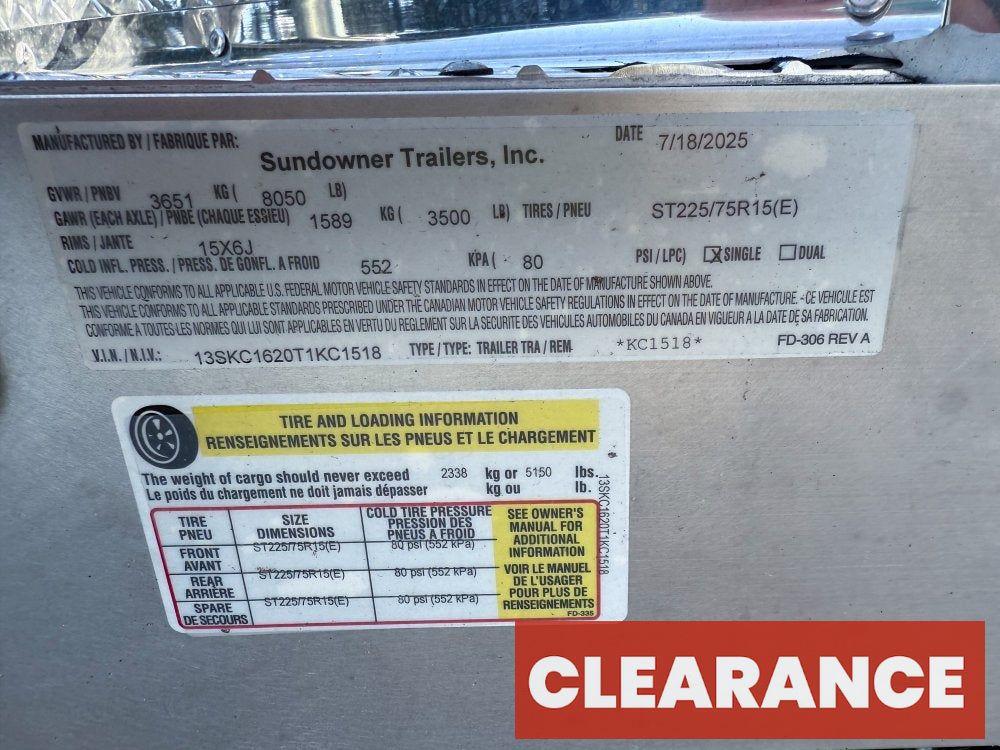 MANUFACTURED BY / FABRIQUE PAR: DATE 7/18/2025
Sundowner Trailers, Inc.
GVWR / PNBV 3651 KG ( 8050 LB)
GAWR (EACH AXLE) / PNBE (CHAQUE ESSIEU) 1589 KG ( 3500 LB) TIRES / PNEU ST225/75R15(E)
RIMS / JANTE 15X6J
COLD INFL. PRESS. / PRESS. DE GONFL. A FROID 552 KPA ( 80 PSI / LPC) ☒ SINGLE ☐ DUAL
THIS VEHICLE CONFORMS TO ALL APPLICABLE U.S. FEDERAL MOTOR VEHICLE SAFETY STANDARDS IN EFFECT ON THE DATE OF MANUFACTURE SHOWN ABOVE.
THIS VEHICLE CONFORMS TO ALL APPLICABLE STANDARDS PRESCRIBED UNDER THE CANADIAN MOTOR VEHICLE SAFETY REGULATIONS IN EFFECT ON THE DATE OF MANUFACTURE. - CE VEHICULE EST
CONFORME A TOUTES LES NORMES QUI LUI SONT APPLICABLES EN VERTU DU REGLEMENT SUR LA SECURITE DES VEHICULES AUTOMOBILES DU CANADA EN VIGUEUR A LA DATE DE SA FABRICATION.
V.I.N. / N.I.V.: 13SKC1620T1KC1518 TYPE / TYPE: TRAILER TRA / REM *KC1518* FD-306 REV A
TIRE AND LOADING INFORMATION
RENSEIGNEMENTS SUR LES PNEUS ET LE CHARGEMENT
The weight of cargo should never exceed 2338 kg or 5150 lbs.
Le poids du chargement ne doit jamais dépasser kg ou lb.
TIRE
PNEU
SIZE
DIMENSIONS
COLD TIRE PRESSURE
PRESSION DES
PNEUS A FROID
FRONT
AVANT
ST225/75R15(E)
80 psi (552 kPa)
REAR
ARRIÈRE
ST225/75R15(E)
80 psi (552 kPa)
SPARE
DE SECOURS
ST225/75R15(E)
80 psi (552 kPa)
SEE OWNER'S
MANUAL FOR
ADDITIONAL
INFORMATION
VOIR LE MANUEL
DE L'USAGER
POUR PLUS DE
RENSEIGNEMENTS
FD-335
13SKC1620T1KC1518
CLEARANCE